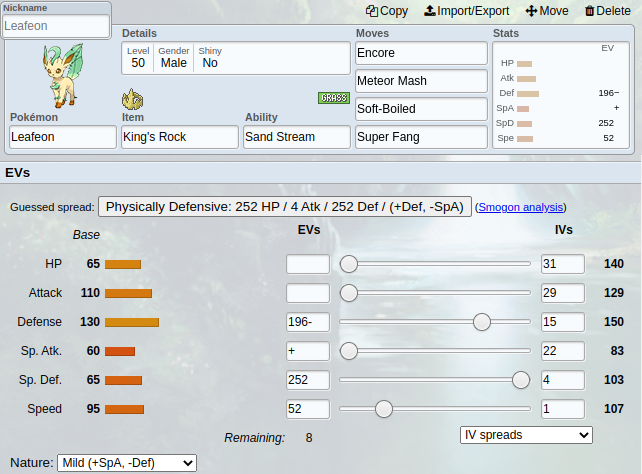 Nickname
Leafeon
Copy Import/Export Move Delete
Details
Level Gender Shiny
50 Male No
GRASS
Pokémon Item Ability
Leafeon King's Rock Sand Stream
Moves
Encore
Meteor Mash
Soft-Boiled
Super Fang
Stats
EV
HP
Atk
Def 196−
SpA +
SpD 252
Spe 52
EVs
Guessed spread: Physically Defensive: 252 HP / 4 Atk / 252 Def / (+Def, -SpA) (Smogon analysis)
Base EVs IVs
HP 65 31 140
Attack 110 29 129
Defense 130 196- 15 150
Sp. Atk. 60 + 22 83
Sp. Def. 65 252 4 103
Speed 95 52 1 107
Remaining: 8 IV spreads
Nature: Mild (+SpA, -Def)